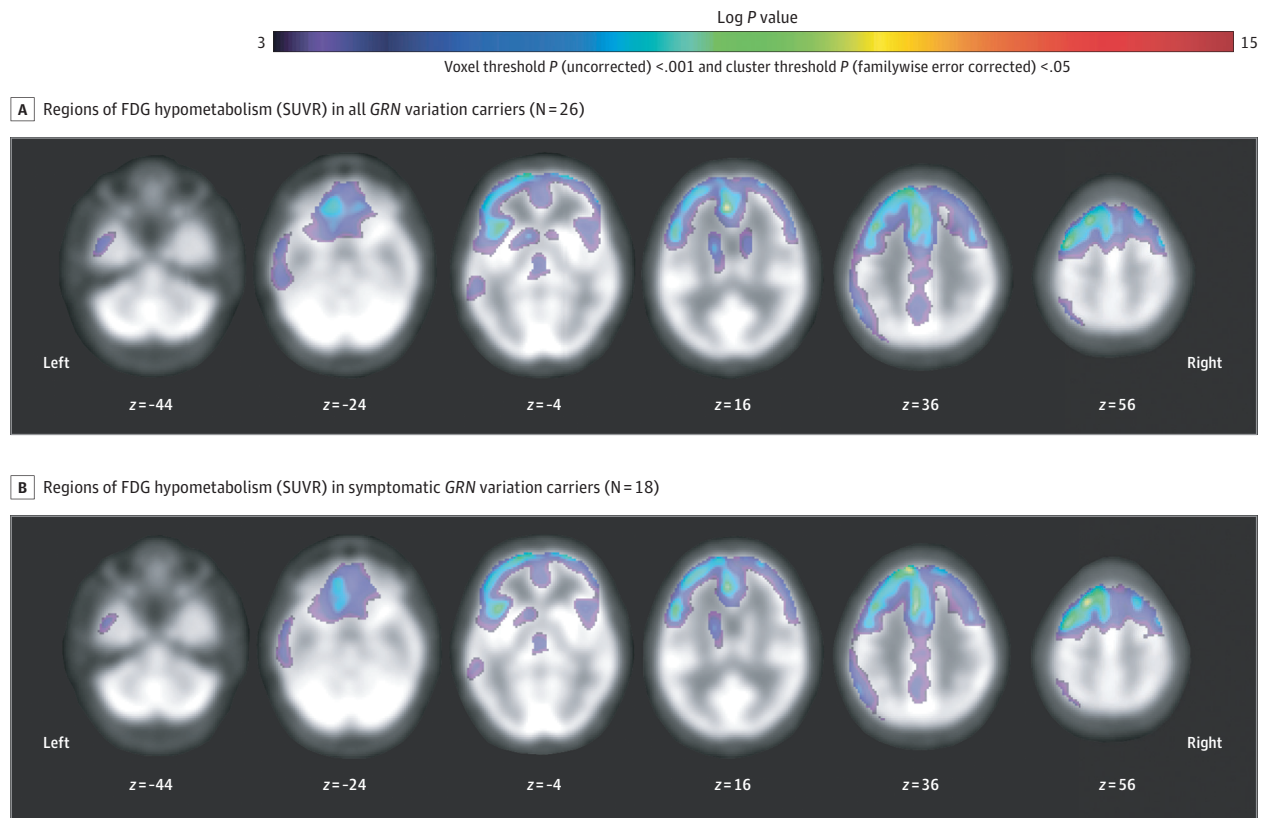 Log P value
3
15
Voxel threshold P (uncorrected) <.001 and cluster threshold P (familywise error corrected) <.05
A Regions of FDG hypometabolism (SUVR) in all GRN variation carriers (N = 26)
Left
Right
z = -44
z = -24
z = -4
z = 16
z = 36
z = 56
B Regions of FDG hypometabolism (SUVR) in symptomatic GRN variation carriers (N = 18)
Left
Right
z = -44
z = -24
z = -4
z = 16
z = 36
z = 56